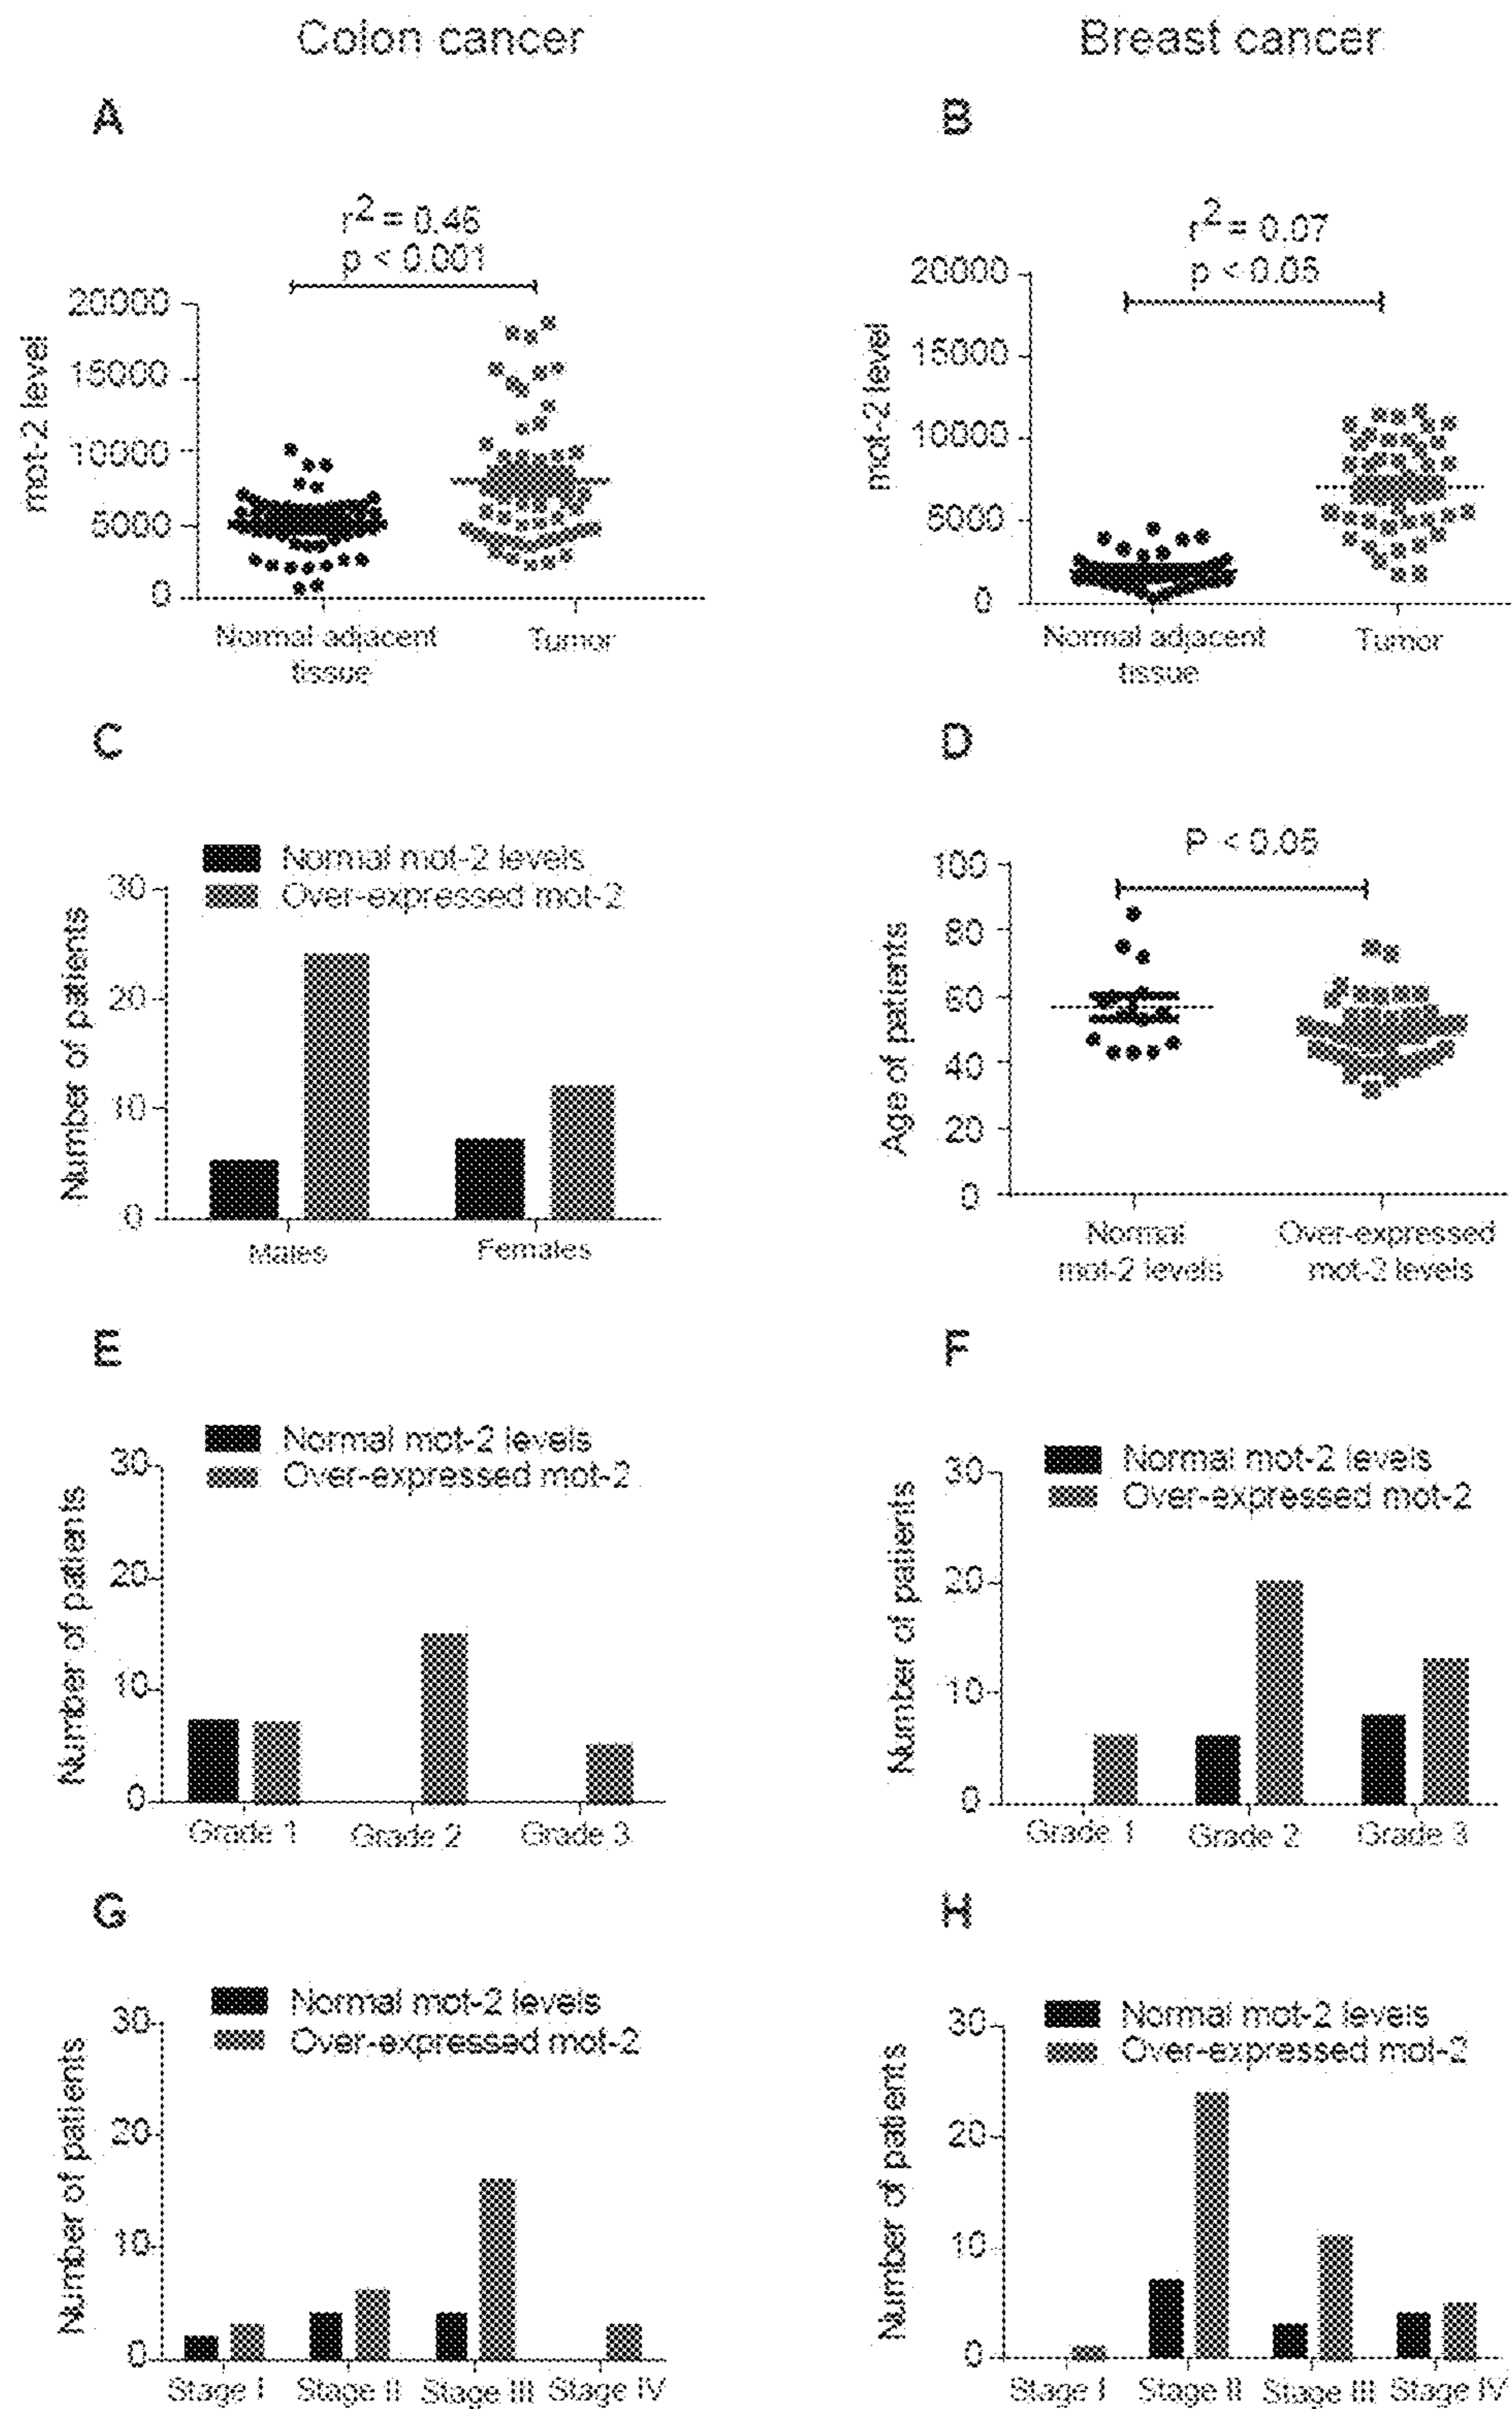 Colon cancer
Breast cancer
A
r2 = 0.46
p < 0.001
mot-2 level
20000
15000
10000
5000
0
Normal adjacent
tissue
Tumor
B
r2 = 0.07
p < 0.05
mot-2 level
20000
15000
10000
5000
0
Normal adjacent
tissue
Tumor
C
Normal mot-2 levels
Over-expressed mot-2
Number of patients
30
20
10
0
Males
Females
D
P < 0.05
Age of patients
100
80
60
40
20
0
Normal
mot-2 levels
Over-expressed
mot-2 levels
E
Normal mot-2 levels
Over-expressed mot-2
Number of patients
30
20
10
0
Grade 1
Grade 2
Grade 3
F
Normal mot-2 levels
Over-expressed mot-2
Number of patients
30
20
10
0
Grade 1
Grade 2
Grade 3
G
Normal mot-2 levels
Over-expressed mot-2
Number of patients
30
20
10
0
Stage I
Stage II
Stage III
Stage IV
H
Normal mot-2 levels
Over-expressed mot-2
Number of patients
30
20
10
0
Stage I
Stage II
Stage III
Stage IV